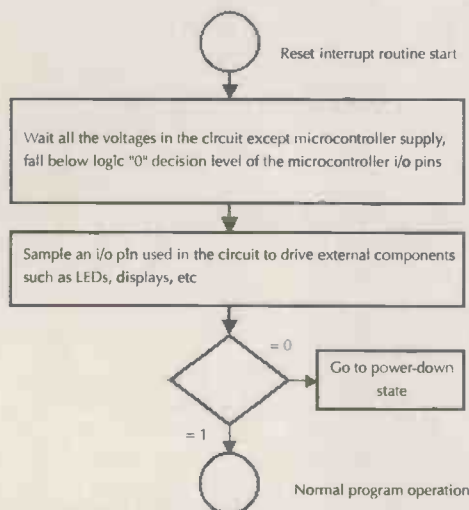 Reset interrupt routine start
Wait all the voltages in the circuit except microcontroller supply,
fall below logic "0" decision level of the microcontroller i/o pins
Sample an i/o pin used in the circuit to drive external components
such as LEDs, displays, etc
= 0
Go to power-down
state
= 1
Normal program operation